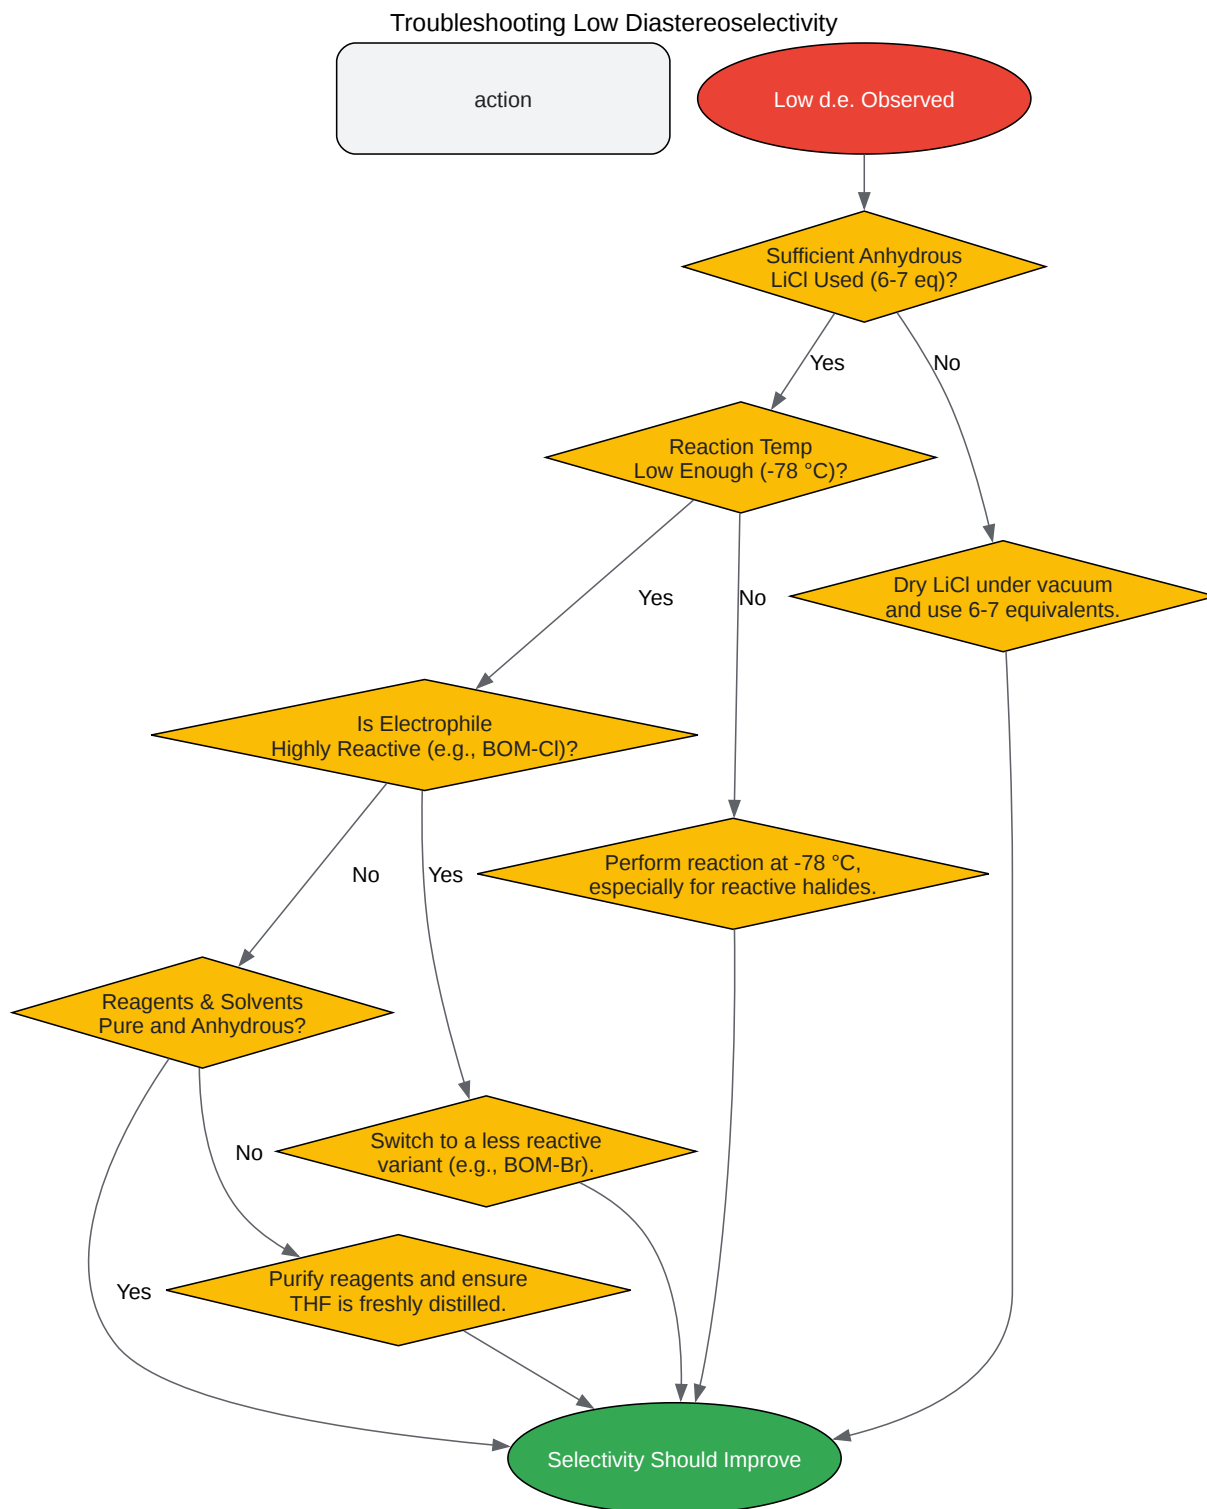 Troubleshooting Low Diastereoselectivity
action
Low d.e. Observed
Sufficient Anhydrous
LiCl Used (6-7 eq)?
Yes
No
Reaction Temp
Low Enough (-78 °C)?
Dry LiCl under vacuum
and use 6-7 equivalents.
Yes
No
Is Electrophile
Highly Reactive (e.g., BOM-Cl)?
Perform reaction at -78 °C,
especially for reactive halides.
No
Yes
Reagents & Solvents
Pure and Anhydrous?
Switch to a less reactive
variant (e.g., BOM-Br).
No
Purify reagents and ensure
THF is freshly distilled.
Yes
Selectivity Should Improve